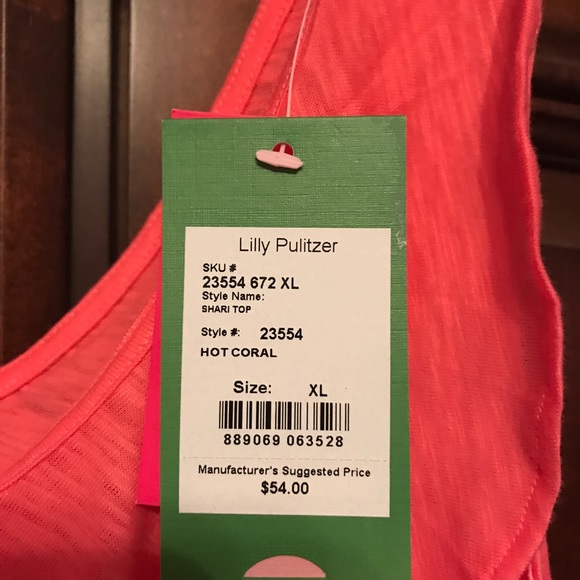 Lilly Pulitzer
SKU #
23554 672 XL
Style Name:
SHARI TOP
Style #: 23554
HOT CORAL
Size: XL
889069 063528
Manufacturer's Suggested Price
$54.00